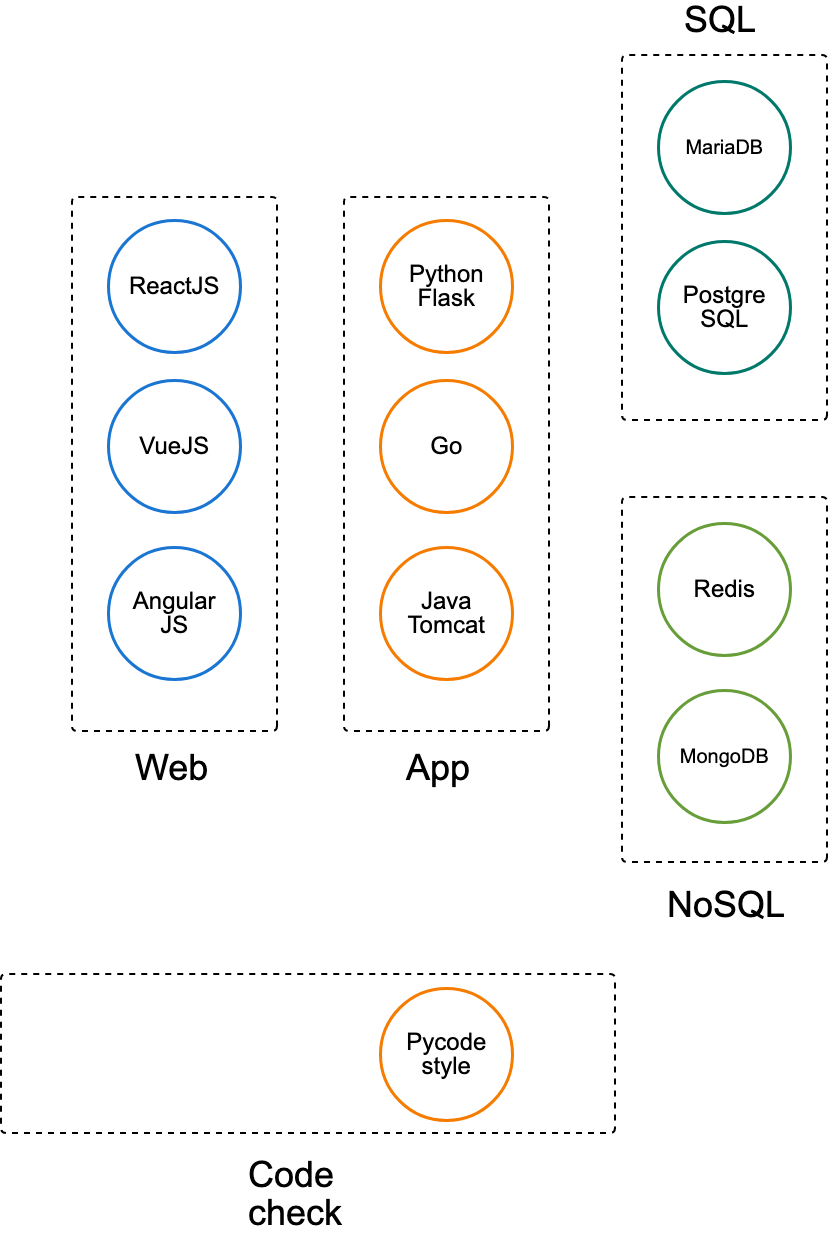 SQL
MariaDB
Postgre
SQL
ReactJS
VueJS
Angular
JS
Web
Python
Flask
Go
Java
Tomcat
App
Redis
MongoDB
NoSQL
Pycode
style
Code
check